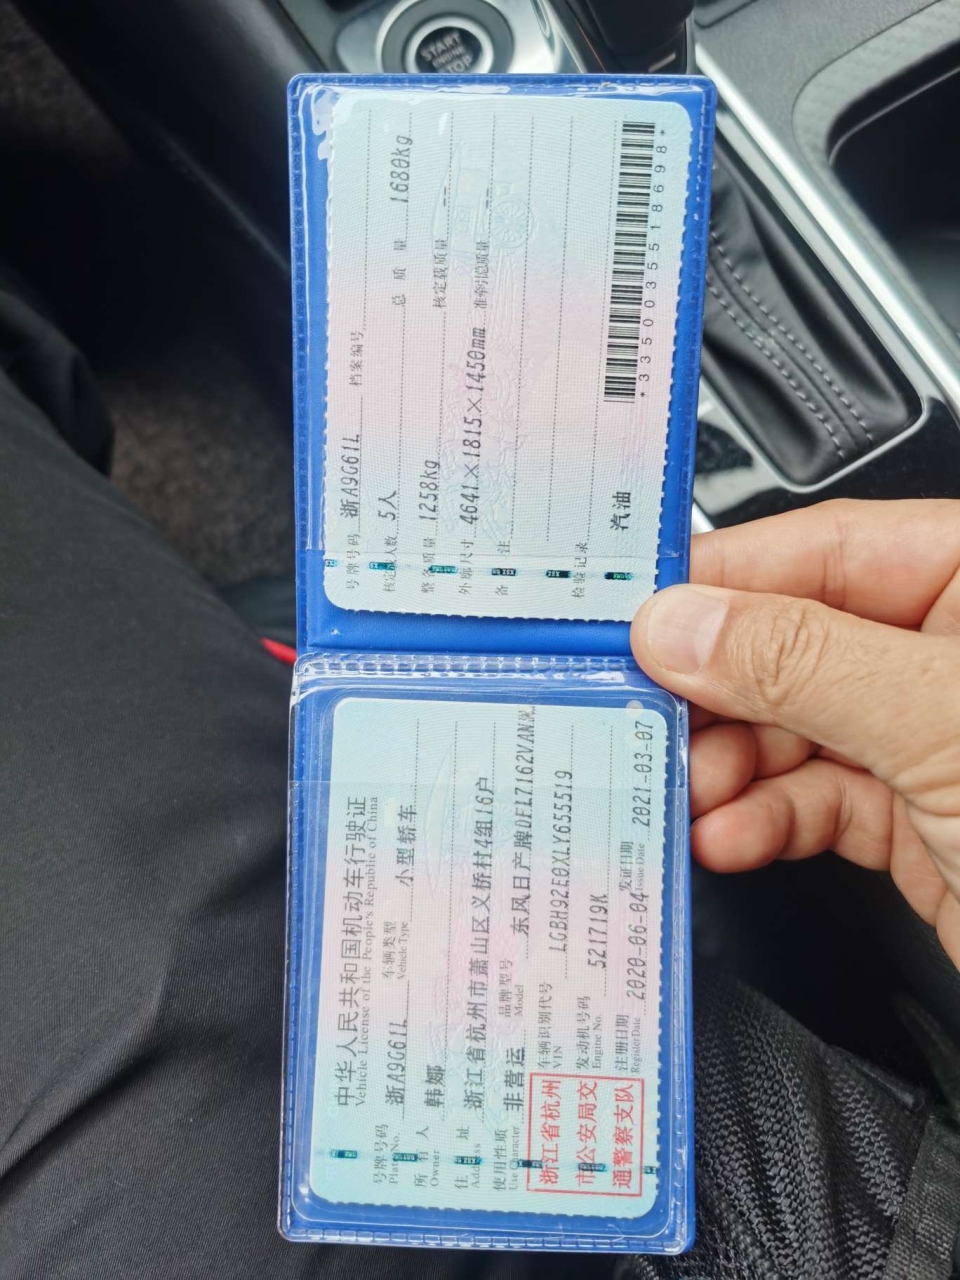 中华人民共和国机动车行驶证
Vehicle License of the People's Republic of China
号牌号码 浙A9G61L 车辆类型 小型轿车
Plate No. Vehicle Type
所有人 韩娜
Owner
住址 浙江省杭州市萧山区义桥村4组16户
Address
使用性质 非营运 品牌型号 东风日产牌DFL7162VAN
Use Character Model
浙江省杭州
市公安局交
通警察支队
车辆识别代号 LGBH92E0XLY655519
VIN
发动机号码 521719K
Engine No.
注册日期 2020-06-04 发证日期 2021-03-07
Register Date Issue Date
号牌号码 浙A9G61L 档案编号
核定载人数 5人 总质量 1680kg
整备质量 1258kg 核定载质量 --
外廓尺寸 4641×1815×1450mm 准牵引总质量 --
备注
检验记录
汽油
*3350035518698*
START
ENGINE
STOP